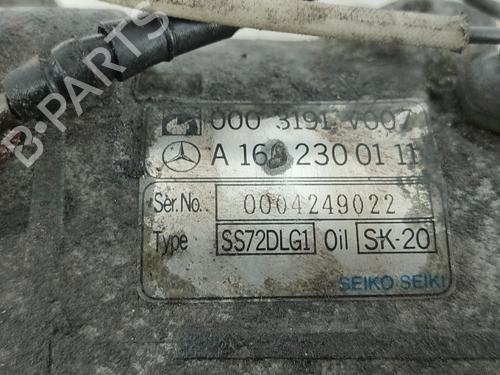 000 3191 V007
A 168 230 01 11
Ser.No. 0004249022
Type SS72DLG1 Oil SK-20
SEIKO SEIKI
B-PARTS